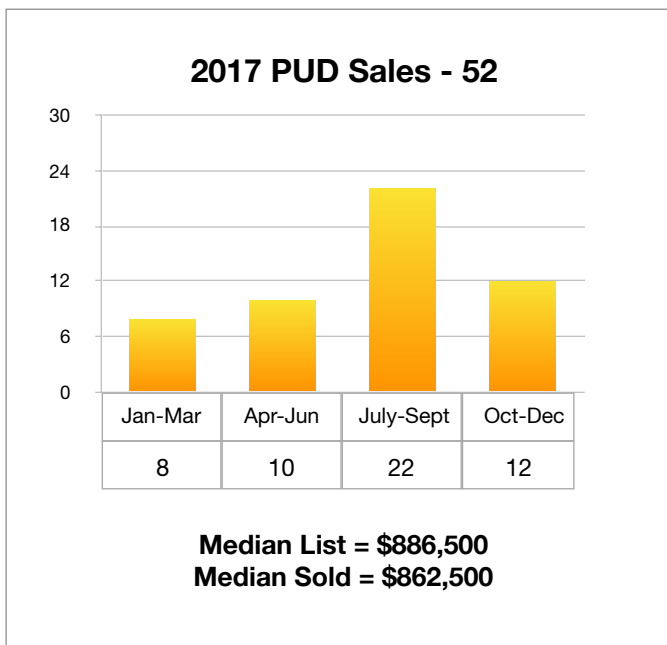 2017 PUD Sales - 52
30
24
18
12
6
0
Jan-Mar Apr-Jun July-Sept Oct-Dec
8 10 22 12
Median List = $886,500
Median Sold = $862,500